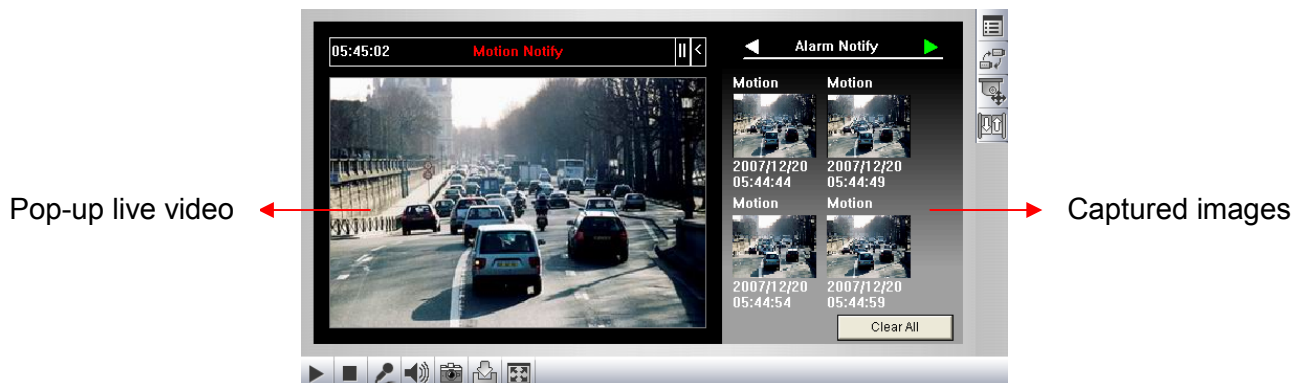 05:45:02 Motion Notify || <
Alarm Notify
Motion Motion
2007/12/20 2007/12/20
05:44:44 05:44:49
Motion Motion
2007/12/20 2007/12/20
05:44:54 05:44:59
Clear All
Pop-up live video
Captured images